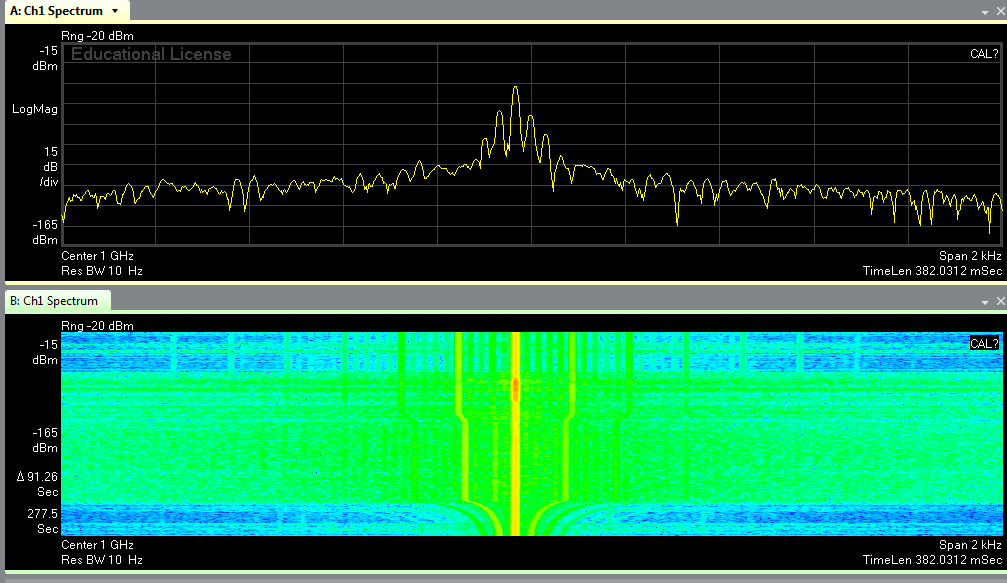 A: Ch1 Spectrum
Rng -20 dBm
-15
dBm
Educational License
CAL?
LogMag
15
dB
/div
-165
dBm
Center 1 GHz
Span 2 kHz
Res BW 10 Hz
TimeLen 382.0312 mSec
B: Ch1 Spectrum
Rng -20 dBm
-15
dBm
CAL?
-165
dBm
Δ 91.26
Sec
277.5
Sec
Center 1 GHz
Span 2 kHz
Res BW 10 Hz
TimeLen 382.0312 mSec